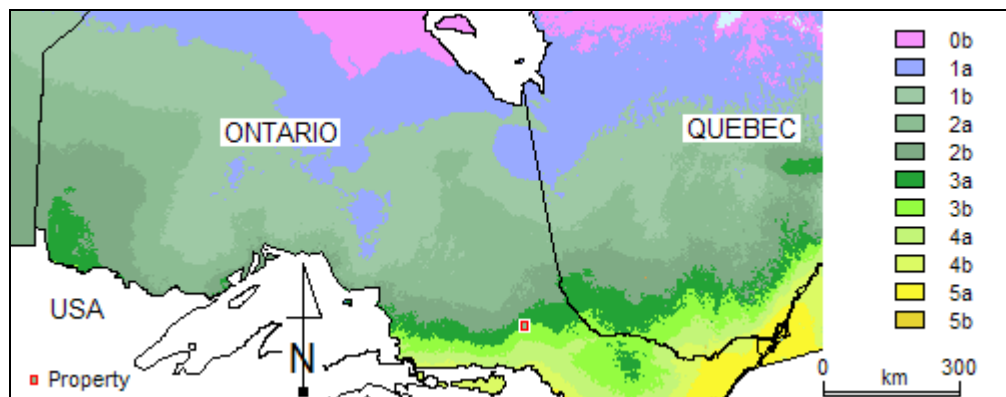 ONTARIO
QUEBEC
USA
N
Property
0b
1a
1b
2a
2b
3a
3b
4a
4b
5a
5b
0 km 300